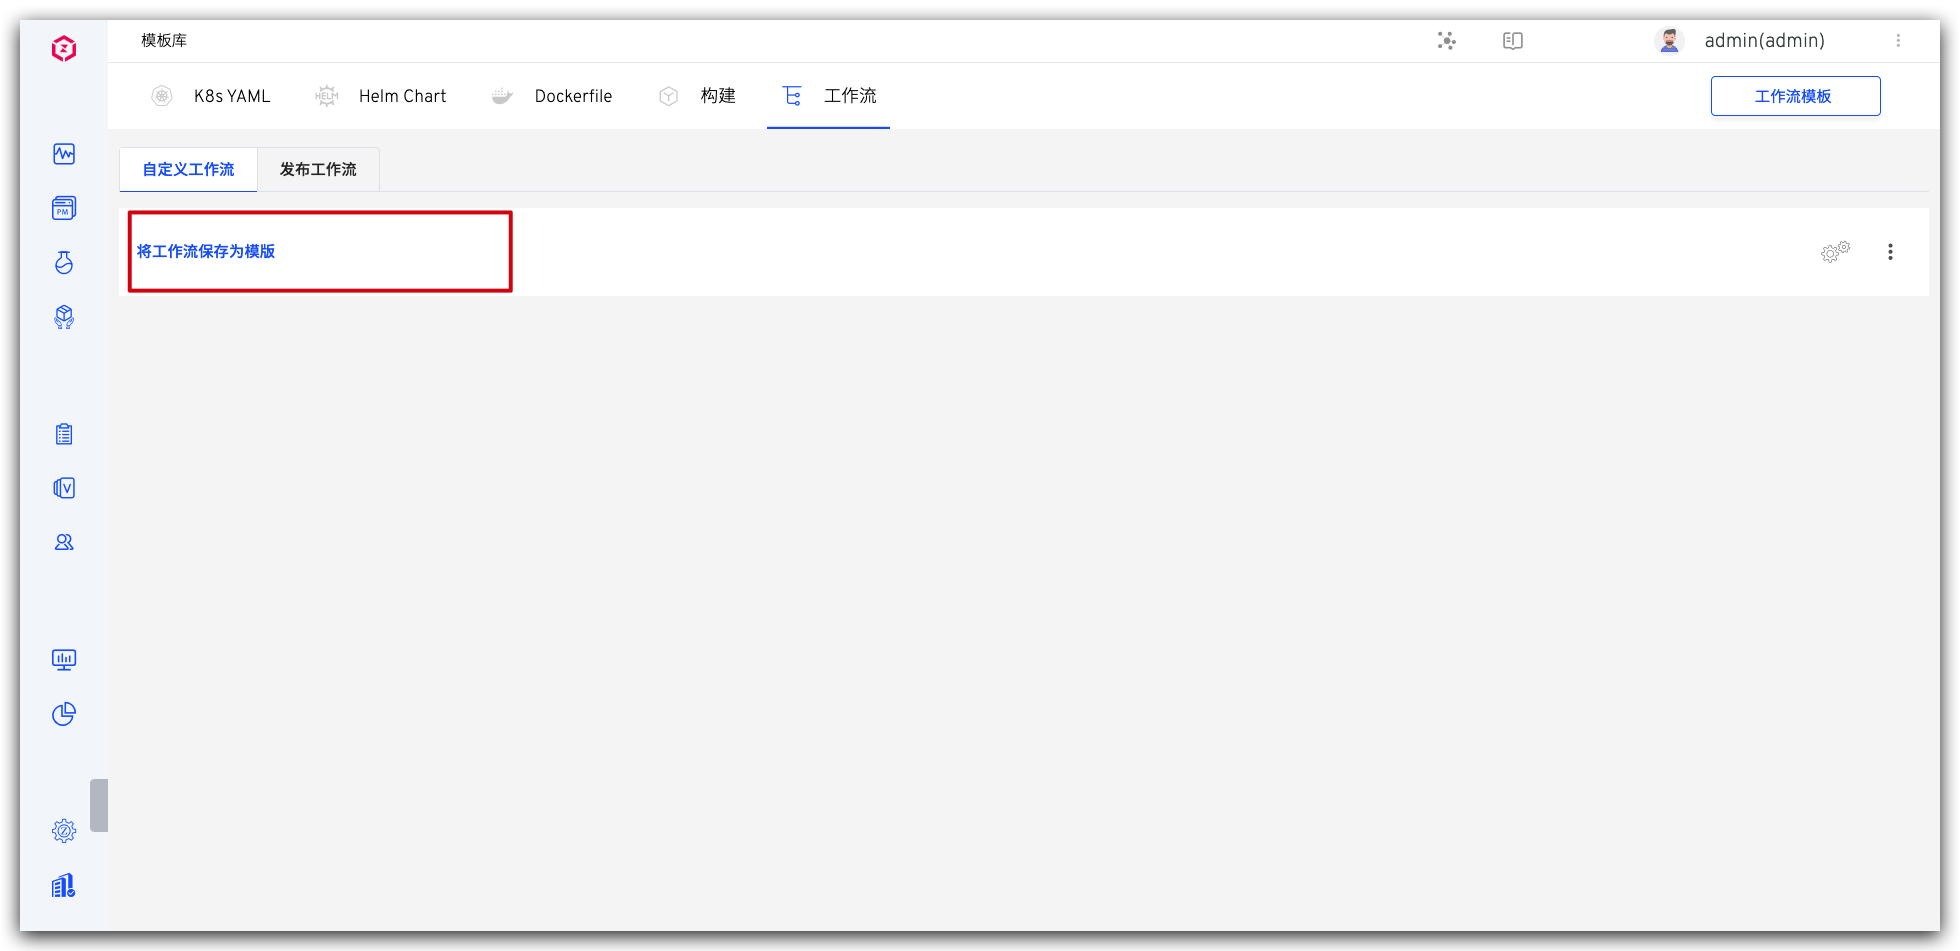 模板库
admin(admin)
K8s YAML
HELM
Helm Chart
Dockerfile
构建
工作流
工作流模板
PM
自定义工作流
发布工作流
将工作流保存为模版
V